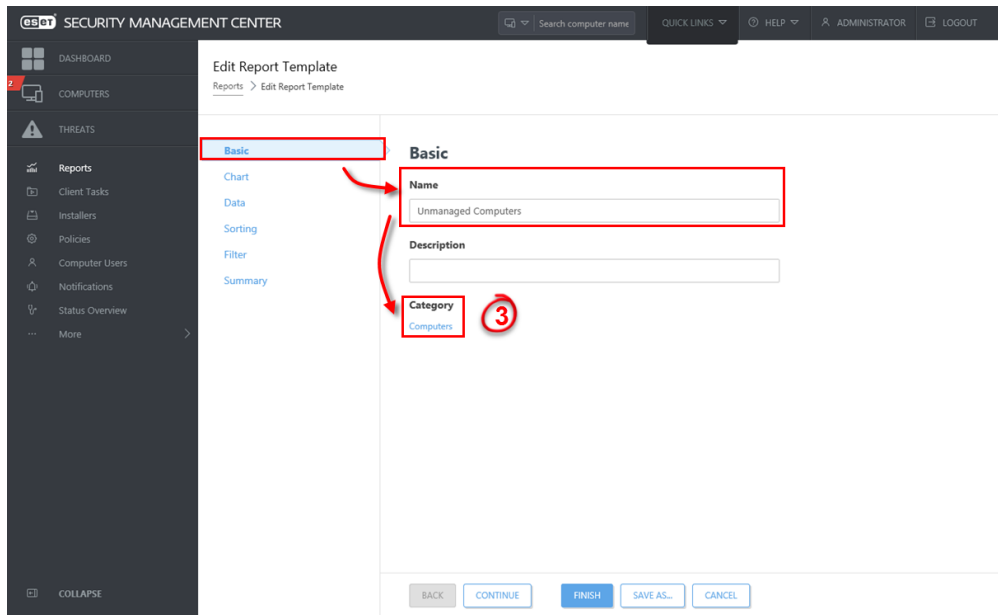 eset SECURITY MANAGEMENT CENTER
Search computer name
QUICK LINKS
HELP
ADMINISTRATOR
LOGOUT
DASHBOARD
2
COMPUTERS
THREATS
Reports
Client Tasks
Installers
Policies
Computer Users
Notifications
Status Overview
More
COLLAPSE
Edit Report Template
Reports > Edit Report Template
Basic
Chart
Data
Sorting
Filter
Summary
Basic
Name
Unmanaged Computers
Description
Category
Computers
3
BACK
CONTINUE
FINISH
SAVE AS...
CANCEL